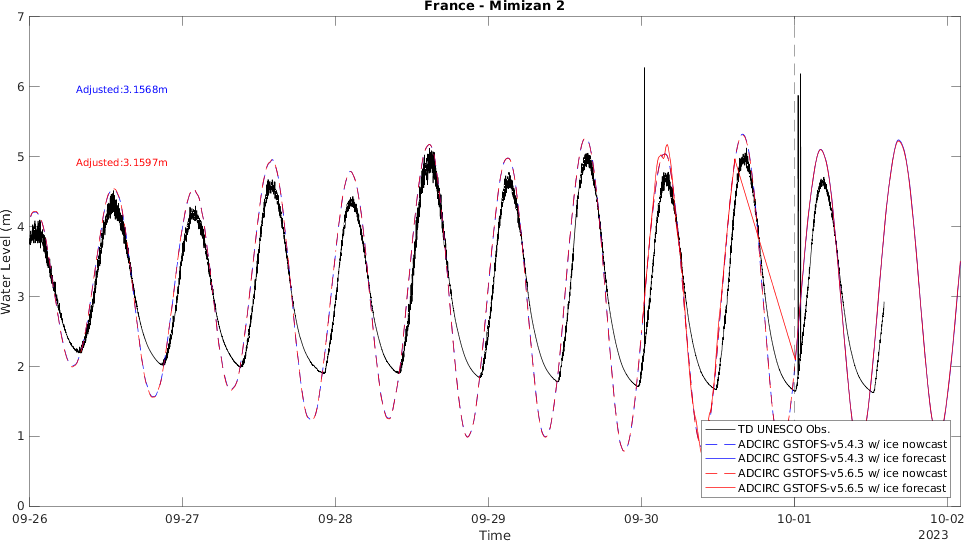 France - Mimizan 2
7
6
5
4
3
2
1
0
Water Level (m)
Adjusted:3.1568m
Adjusted:3.1597m
TD UNESCO Obs.
ADCIRC GSTOFS-v5.4.3 w/ ice nowcast
ADCIRC GSTOFS-v5.4.3 w/ ice forecast
ADCIRC GSTOFS-v5.6.5 w/ ice nowcast
ADCIRC GSTOFS-v5.6.5 w/ ice forecast
09-26 09-27 09-28 09-29 09-30 10-01 10-02
Time
2023